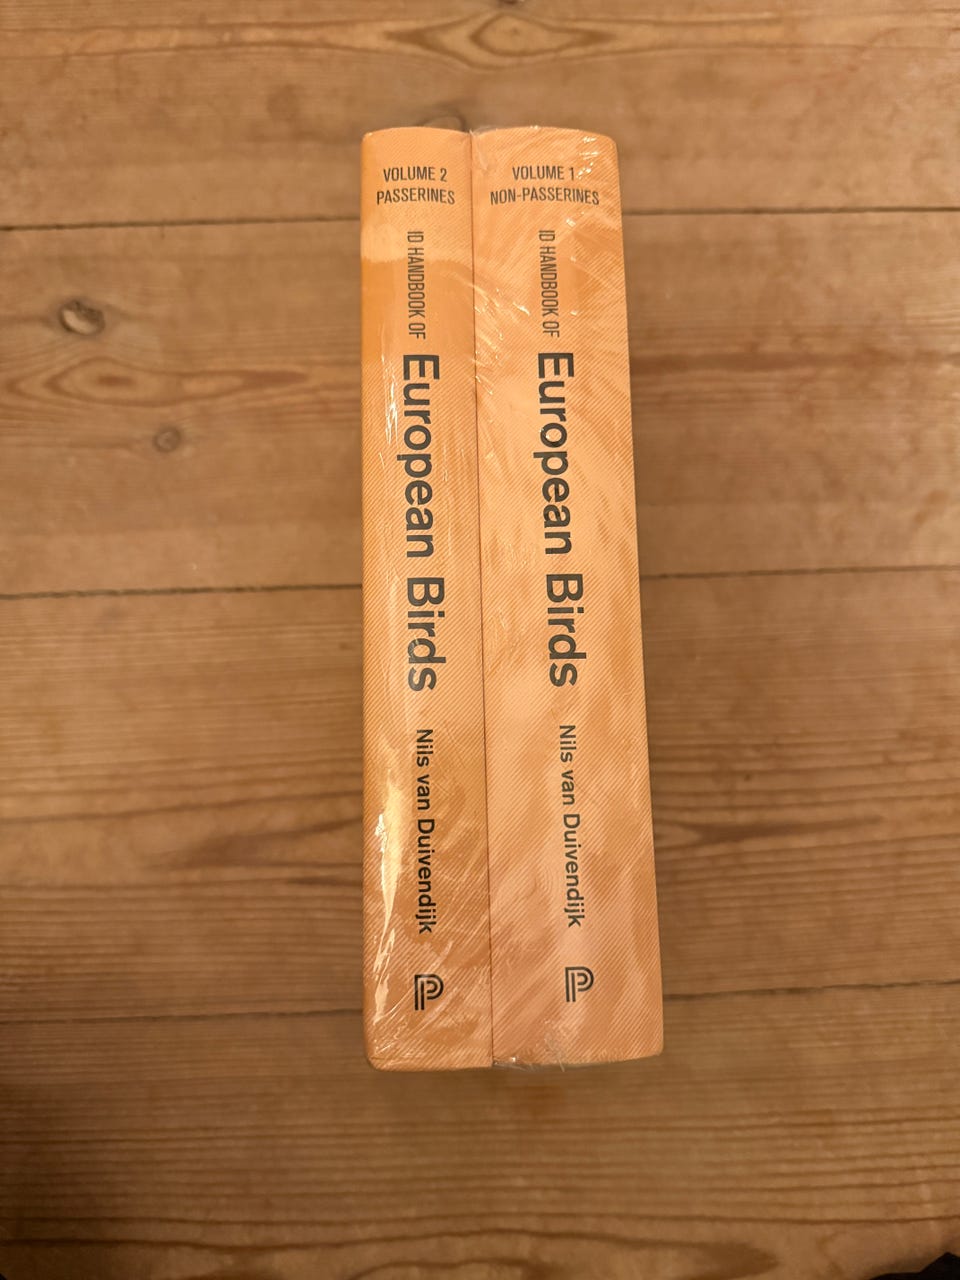 VOLUME 2
PASSERINES
ID HANDBOOK OF
European Birds
Nils van Duivendijk
VOLUME 1
NON-PASSERINES
ID HANDBOOK OF
European Birds
Nils van Duivendijk